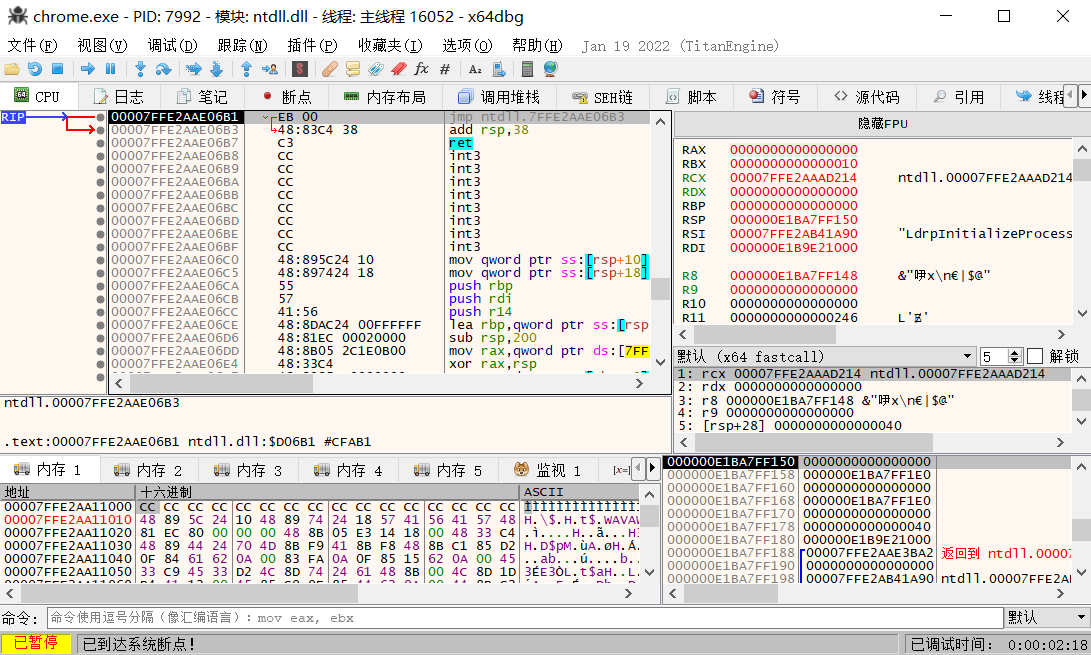 chrome.exe - PID: 7992 - 模块: ntdll.dll - 线程: 主线程 16052 - x64dbg
文件(F) 视图(V) 调试(D) 跟踪(N) 插件(P) 收藏夹(I) 选项(O) 帮助(H) Jan 19 2022 (TitanEngine)
CPU 日志 笔记 断点 内存布局 调用堆栈 SEH链 脚本 符号 源代码 引用 线程
RIP
00007FFE2AAE06B1 EB 00 jmp ntdll.7FFE2AAE06B3
00007FFE2AAE06B3 48:83C4 38 add rsp,38
00007FFE2AAE06B7 C3 ret
00007FFE2AAE06B8 CC int3
00007FFE2AAE06B9 CC int3
00007FFE2AAE06BA CC int3
00007FFE2AAE06BB CC int3
00007FFE2AAE06BC CC int3
00007FFE2AAE06BD CC int3
00007FFE2AAE06BE CC int3
00007FFE2AAE06BF CC int3
00007FFE2AAE06C0 48:895C24 10 mov qword ptr ss:[rsp+10]
00007FFE2AAE06C5 48:897424 18 mov qword ptr ss:[rsp+18]
00007FFE2AAE06CA 55 push rbp
00007FFE2AAE06CB 57 push rdi
00007FFE2AAE06CC 41:56 push r14
00007FFE2AAE06CE 48:8DAC24 00FFFFFF lea rbp,qword ptr ss:[rsp
00007FFE2AAE06D6 48:81EC 00020000 sub rsp,200
00007FFE2AAE06DD 48:8B05 2C1E0B00 mov rax,qword ptr ds:[7FF
00007FFE2AAE06E4 48:33C4 xor rax,rsp
隐藏FPU
RAX 0000000000000000
RBX 0000000000000010
RCX 00007FFE2AAAD214 ntdll.00007FFE2AAAD214
RDX 0000000000000000
RBP 0000000000000000
RSP 000000E1BA7FF150
RSI 00007FFE2AB41A90 "LdrpInitializeProcess
RDI 000000E1B9E21000
R8 000000E1BA7FF148 &"咿x\n€|$@"
R9 0000000000000000
R10 0000000000000000
R11 0000000000000246 L'Ɇ'
默认 (x64 fastcall) 5 解锁
1: rcx 00007FFE2AAAD214 ntdll.00007FFE2AAAD214
2: rdx 0000000000000000
3: r8 000000E1BA7FF148 &"咿x\n€|$@"
4: r9 0000000000000000
5: [rsp+28] 0000000000000040
ntdll.00007FFE2AAE06B3
.text:00007FFE2AAE06B1 ntdll.dll:$D06B1 #CFAB1
内存 1 内存 2 内存 3 内存 4 内存 5 监视 1 [x=]
地址 十六进制 ASCII
00007FFE2AA11000 CC CC CC CC CC CC CC CC CC CC CC CC CC CC CC CC ÌÌÌÌÌÌÌÌÌÌÌÌÌÌ
00007FFE2AA11010 48 89 5C 24 10 48 89 74 24 18 57 41 56 41 57 48 H.\$.H.t$.WAVAW
00007FFE2AA11020 81 EC 80 00 00 00 48 8B 05 E3 14 18 00 48 33 C4 .ì....H..ã...H3
00007FFE2AA11030 48 89 44 24 70 4D 8B F9 41 8B F8 48 8B C1 85 D2 H.D$pM.ùA.øH.Á.
00007FFE2AA11040 0F 84 61 62 0A 00 83 FA 0A 0F 85 15 62 0A 00 45 ..ab...ú....b..
00007FFE2AA11050 33 C9 45 33 D2 4C 8D 74 24 61 48 8B 00 4C 8D 1D 3ÉE3ÒL.t$aH..L.
000000E1BA7FF150 0000000000000000
000000E1BA7FF158 000000E1BA7FF1E0
000000E1BA7FF160 0000000000000000
000000E1BA7FF168 000000E1BA7FF1E0
000000E1BA7FF170 0000000000000000
000000E1BA7FF178 0000000000000040
000000E1BA7FF180 000000E1B9E21000
000000E1BA7FF188 00007FFE2AAE3BA2 返回到 ntdll.0000
000000E1BA7FF190 0000000000000000
000000E1BA7FF198 00007FFE2AB41A90 ntdll.00007FFE2A
命令: 命令使用逗号分隔（像汇编语言）: mov eax, ebx 默认
已暂停 已到达系统断点！ 已调试时间： 0:00:02:18